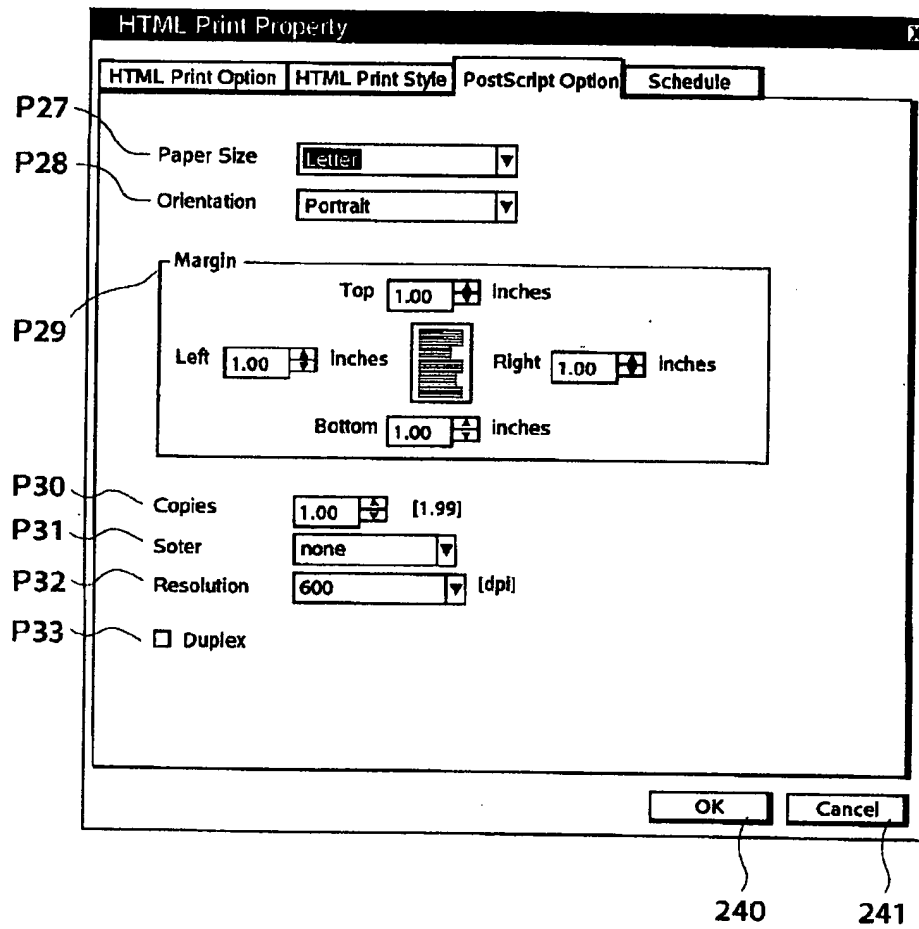 HTML Print Property X
HTML Print Option HTML Print Style PostScript Option Schedule
P27 Paper Size Letter
P28 Orientation Portrait
P29 Margin
Top 1.00 inches
Left 1.00 inches Right 1.00 inches
Bottom 1.00 inches
P30 Copies 1.00 [1.99]
P31 Soter none
P32 Resolution 600 [dpi]
P33 Duplex
OK Cancel
240 241